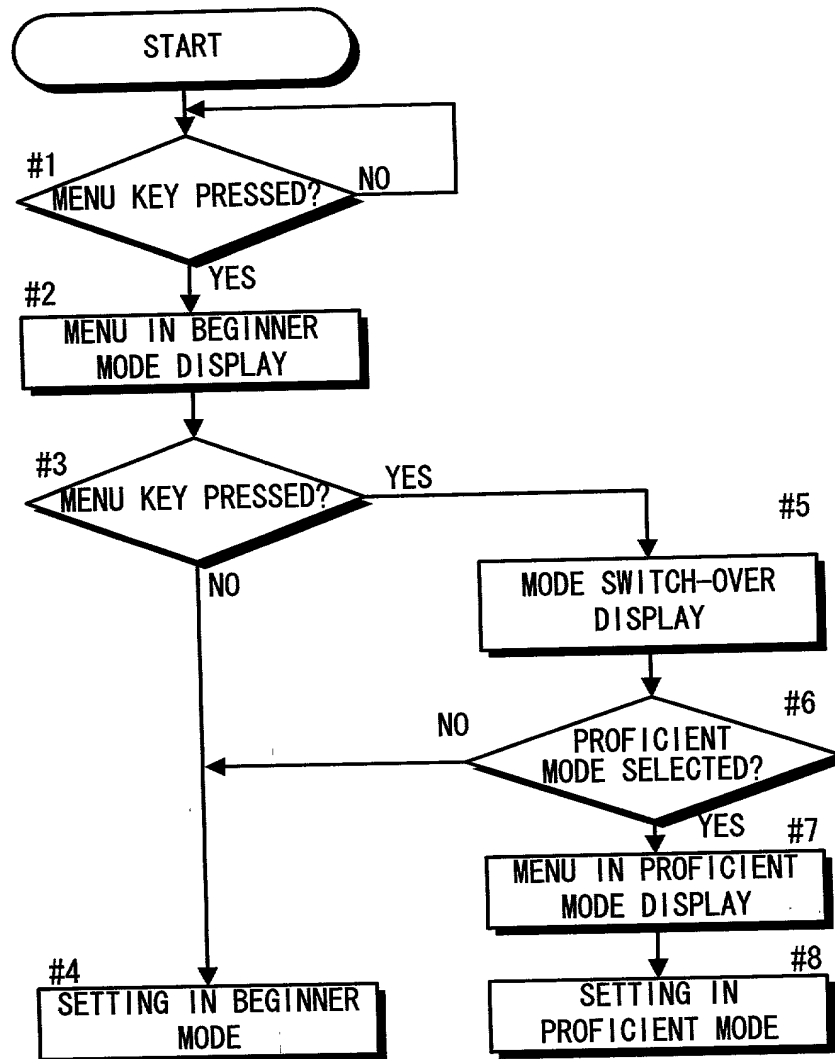 START
#1
MENU KEY PRESSED?
NO
YES
#2
MENU IN BEGINNER
MODE DISPLAY
#3
MENU KEY PRESSED?
YES
NO
#5
MODE SWITCH-OVER
DISPLAY
#6
NO
PROFICIENT
MODE SELECTED?
YES
#7
MENU IN PROFICIENT
MODE DISPLAY
#4
SETTING IN BEGINNER
MODE
#8
SETTING IN
PROFICIENT MODE